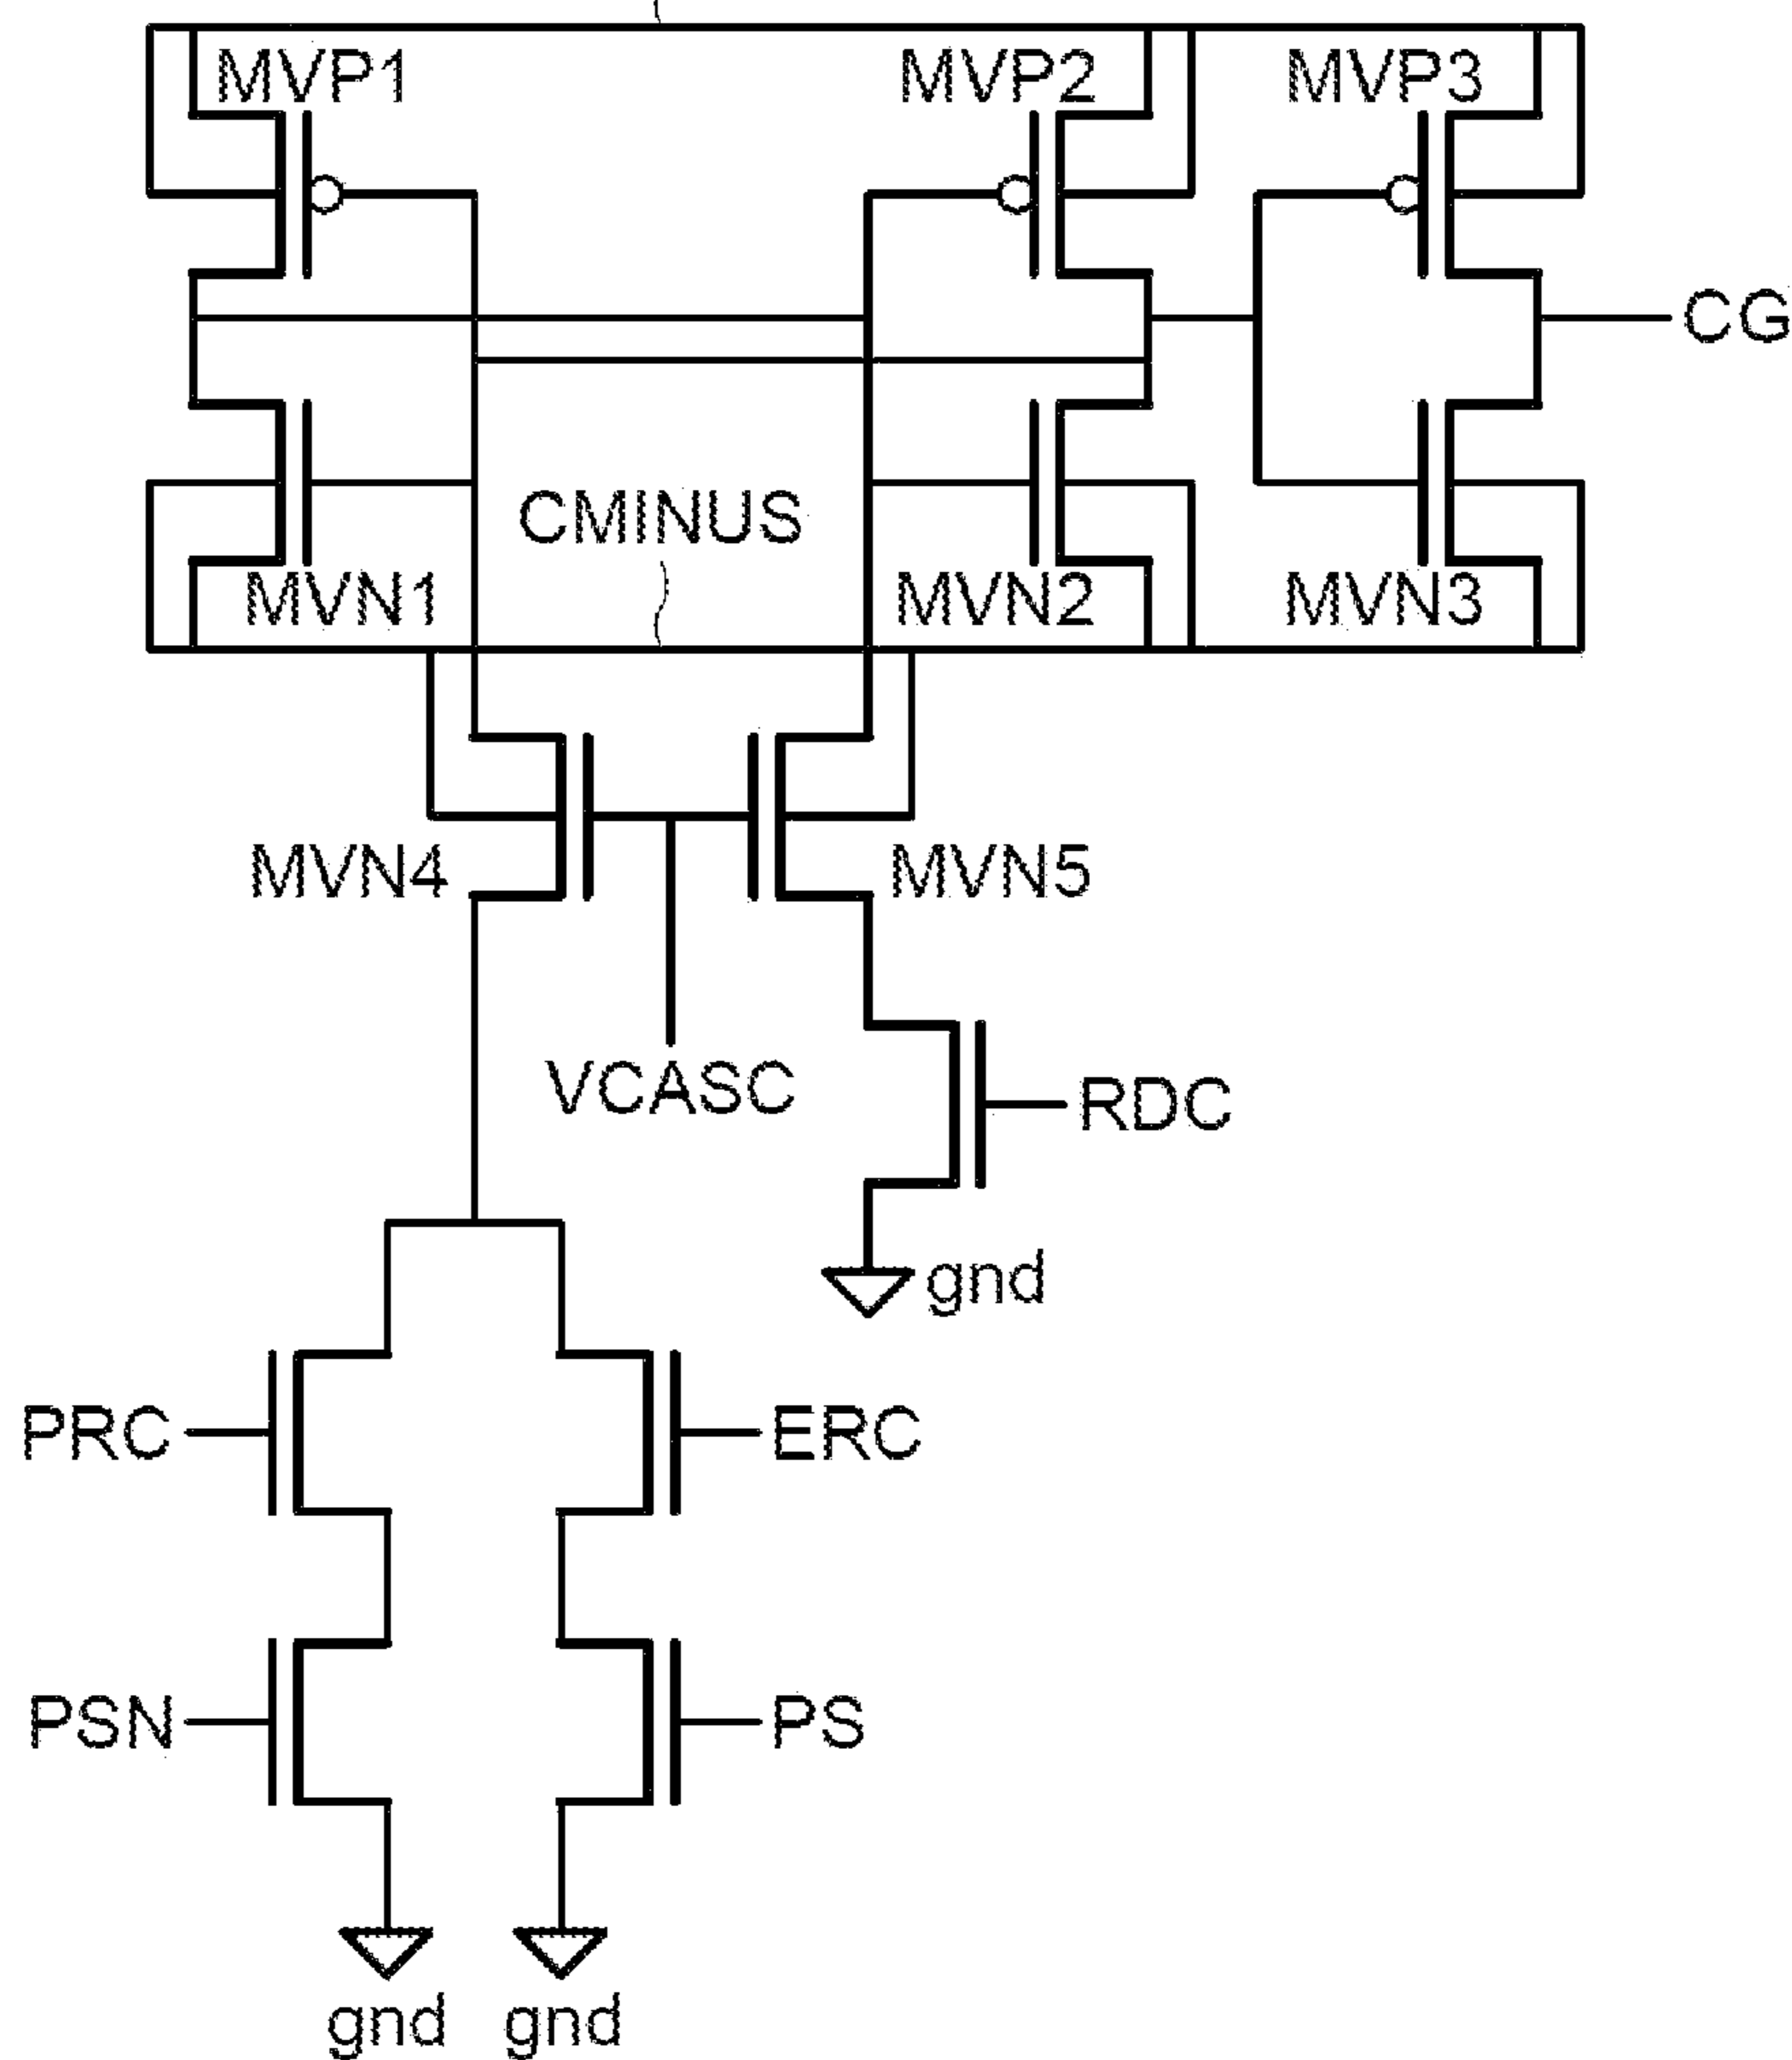 MVP1
MVP2
MVP3
CG
CMINUS
MVN1
MVN2
MVN3
MVN4
MVN5
VCASC
RDC
gnd
PRC
ERC
PSN
PS
gnd
gnd